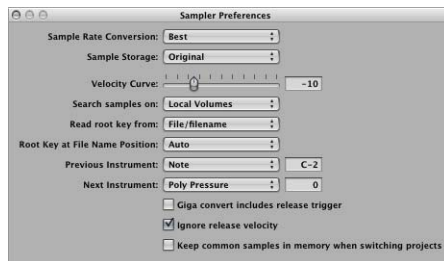 Sampler Preferences
Sample Rate Conversion: Best
Sample Storage: Original
Velocity Curve: -10
Search samples on: Local Volumes
Read root key from: File/filename
Root Key at File Name Position: Auto
Previous Instrument: Note C-2
Next Instrument: Poly Pressure 0
Giga convert includes release trigger
Ignore release velocity
Keep common samples in memory when switching projects